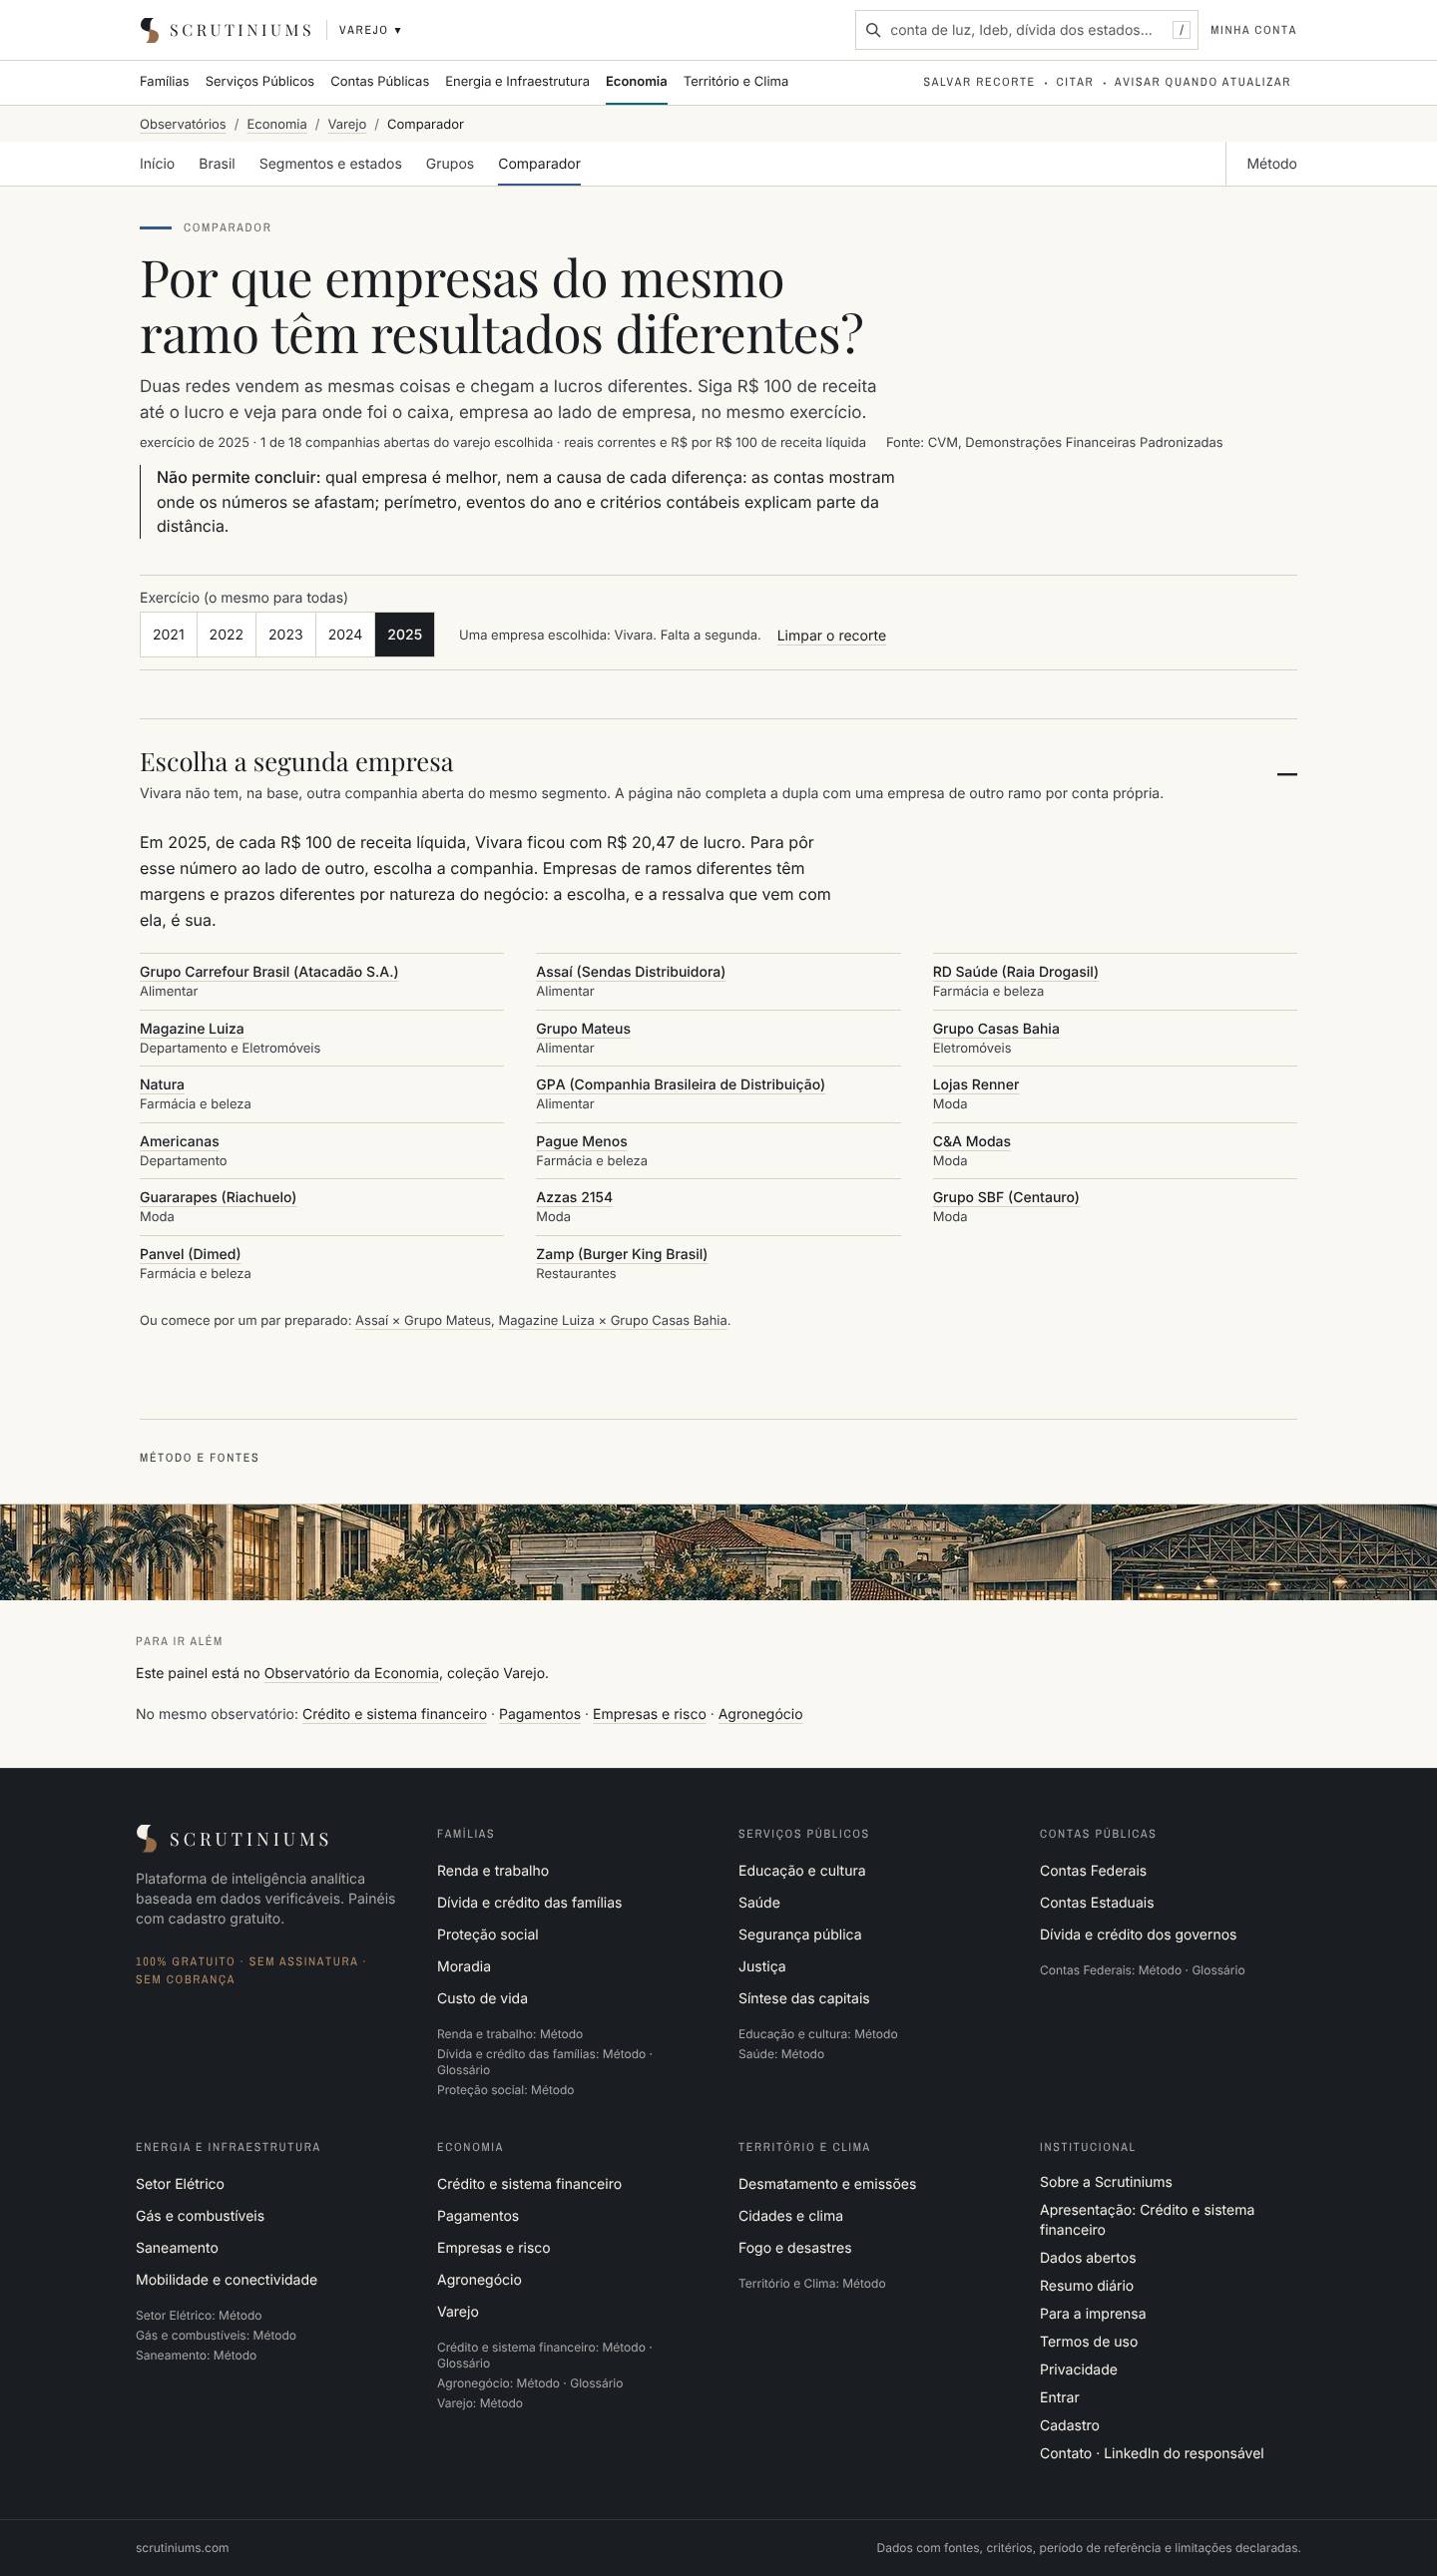 SCRUTINIUMS
VAREJO ▾
conta de luz, Ideb, dívida dos estados...
/
MINHA CONTA
Famílias
Serviços Públicos
Contas Públicas
Energia e Infraestrutura
Economia
Território e Clima
SALVAR RECORTE · CITAR · AVISAR QUANDO ATUALIZAR
Observatórios / Economia / Varejo / Comparador
Início
Brasil
Segmentos e estados
Grupos
Comparador
Método
COMPARADOR
Por que empresas do mesmo
ramo têm resultados diferentes?
Duas redes vendem as mesmas coisas e chegam a lucros diferentes. Siga R$ 100 de receita
até o lucro e veja para onde foi o caixa, empresa ao lado de empresa, no mesmo exercício.
exercício de 2025 · 1 de 18 companhias abertas do varejo escolhida · reais correntes e R$ por R$ 100 de receita líquida
Fonte: CVM, Demonstrações Financeiras Padronizadas
Não permite concluir: qual empresa é melhor, nem a causa de cada diferença: as contas mostram
onde os números se afastam; perímetro, eventos do ano e critérios contábeis explicam parte da
distância.
Exercício (o mesmo para todas)
2021
2022
2023
2024
2025
Uma empresa escolhida: Vivara. Falta a segunda.
Limpar o recorte
Escolha a segunda empresa
Vivara não tem, na base, outra companhia aberta do mesmo segmento. A página não completa a dupla com uma empresa de outro ramo por conta própria.
Em 2025, de cada R$ 100 de receita líquida, Vivara ficou com R$ 20,47 de lucro. Para pôr
esse número ao lado de outro, escolha a companhia. Empresas de ramos diferentes têm
margens e prazos diferentes por natureza do negócio: a escolha, e a ressalva que vem com
ela, é sua.
Grupo Carrefour Brasil (Atacadão S.A.)
Alimentar
Assaí (Sendas Distribuidora)
Alimentar
RD Saúde (Raia Drogasil)
Farmácia e beleza
Magazine Luiza
Departamento e Eletromóveis
Grupo Mateus
Alimentar
Grupo Casas Bahia
Eletromóveis
Natura
Farmácia e beleza
GPA (Companhia Brasileira de Distribuição)
Alimentar
Lojas Renner
Moda
Americanas
Departamento
Pague Menos
Farmácia e beleza
C&A Modas
Moda
Guararapes (Riachuelo)
Moda
Azzas 2154
Moda
Grupo SBF (Centauro)
Moda
Panvel (Dimed)
Farmácia e beleza
Zamp (Burger King Brasil)
Restaurantes
Ou comece por um par preparado: Assaí × Grupo Mateus, Magazine Luiza × Grupo Casas Bahia.
MÉTODO E FONTES
PARA IR ALÉM
Este painel está no Observatório da Economia, coleção Varejo.
No mesmo observatório: Crédito e sistema financeiro · Pagamentos · Empresas e risco · Agronegócio
SCRUTINIUMS
Plataforma de inteligência analítica
baseada em dados verificáveis. Painéis
com cadastro gratuito.
100% GRATUITO · SEM ASSINATURA ·
SEM COBRANÇA
FAMÍLIAS
Renda e trabalho
Dívida e crédito das famílias
Proteção social
Moradia
Custo de vida
Renda e trabalho: Método
Dívida e crédito das famílias: Método ·
Glossário
Proteção social: Método
SERVIÇOS PÚBLICOS
Educação e cultura
Saúde
Segurança pública
Justiça
Síntese das capitais
Educação e cultura: Método
Saúde: Método
CONTAS PÚBLICAS
Contas Federais
Contas Estaduais
Dívida e crédito dos governos
Contas Federais: Método · Glossário
ENERGIA E INFRAESTRUTURA
Setor Elétrico
Gás e combustíveis
Saneamento
Mobilidade e conectividade
Setor Elétrico: Método
Gás e combustíveis: Método
Saneamento: Método
ECONOMIA
Crédito e sistema financeiro
Pagamentos
Empresas e risco
Agronegócio
Varejo
Crédito e sistema financeiro: Método ·
Glossário
Agronegócio: Método · Glossário
Varejo: Método
TERRITÓRIO E CLIMA
Desmatamento e emissões
Cidades e clima
Fogo e desastres
Território e Clima: Método
INSTITUCIONAL
Sobre a Scrutiniums
Apresentação: Crédito e sistema
financeiro
Dados abertos
Resumo diário
Para a imprensa
Termos de uso
Privacidade
Entrar
Cadastro
Contato · LinkedIn do responsável
scrutiniums.com
Dados com fontes, critérios, período de referência e limitações declaradas.